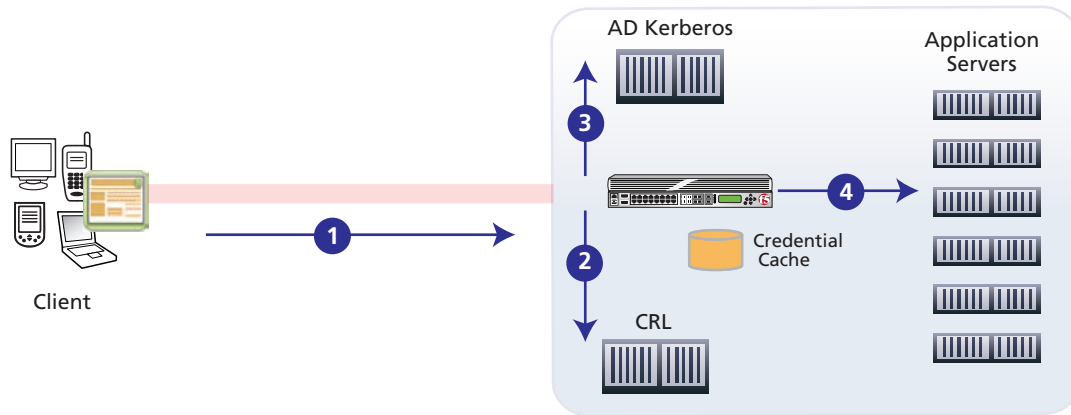 AD Kerberos
Application
Servers
3
4
1
Credential
Cache
2
Client
CRL